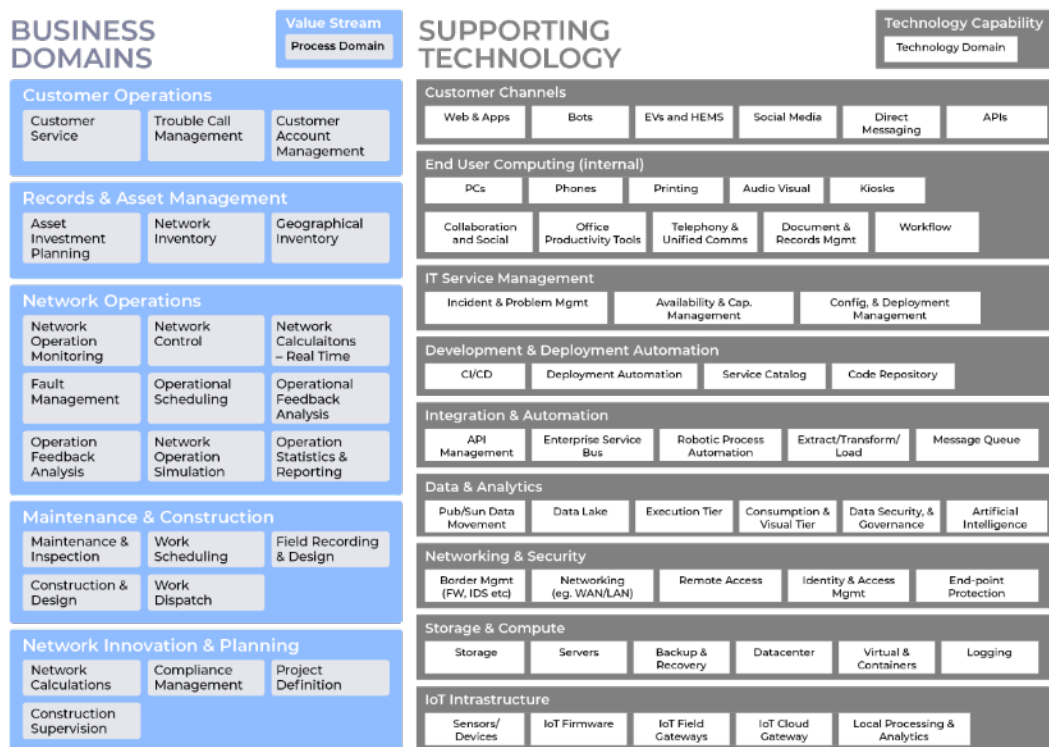 BUSINESS
DOMAINS
Value Stream
Process Domain
Customer Operations
Customer
Service
Trouble Call
Management
Customer
Account
Management
Records & Asset Management
Asset
Investment
Planning
Network
Inventory
Geographical
Inventory
Network Operations
Network
Operation
Monitoring
Network
Control
Network
Calculaitons
– Real Time
Fault
Management
Operational
Scheduling
Operational
Feedback
Analysis
Operation
Feedback
Analysis
Network
Operation
Simulation
Operation
Statistics &
Reporting
Maintenance & Construction
Maintenance &
Inspection
Work
Scheduling
Field Recording
& Design
Construction &
Design
Work
Dispatch
Network Innovation & Planning
Network
Calculations
Compliance
Management
Project
Definition
Construction
Supervision
SUPPORTING
TECHNOLOGY
Technology Capability
Technology Domain
Customer Channels
Web & Apps
Bots
EVs and HEMS
Social Media
Direct
Messaging
APIs
End User Computing (internal)
PCs
Phones
Printing
Audio Visual
Kiosks
Collaboration
and Social
Office
Productivity Tools
Telephony &
Unified Comms
Document &
Records Mgmt
Workflow
IT Service Management
Incident & Problem Mgmt
Availability & Cap.
Management
Config, & Deployment
Management
Development & Deployment Automation
CI/CD
Deployment Automation
Service Catalog
Code Repository
Integration & Automation
API
Management
Enterprise Service
Bus
Robotic Process
Automation
Extract/Transform/
Load
Message Queue
Data & Analytics
Pub/Sun Data
Movement
Data Lake
Execution Tier
Consumption &
Visual Tier
Data Security, &
Governance
Artificial
Intelligence
Networking & Security
Border Mgmt
(FW, IDS etc)
Networking
(eg. WAN/LAN)
Remote Access
Identity & Access
Mgmt
End-point
Protection
Storage & Compute
Storage
Servers
Backup &
Recovery
Datacenter
Virtual &
Containers
Logging
IoT Intrastructure
Sensors/
Devices
IoT Firmware
IoT Field
Gateways
IoT Cloud
Gateway
Local Processing &
Analytics